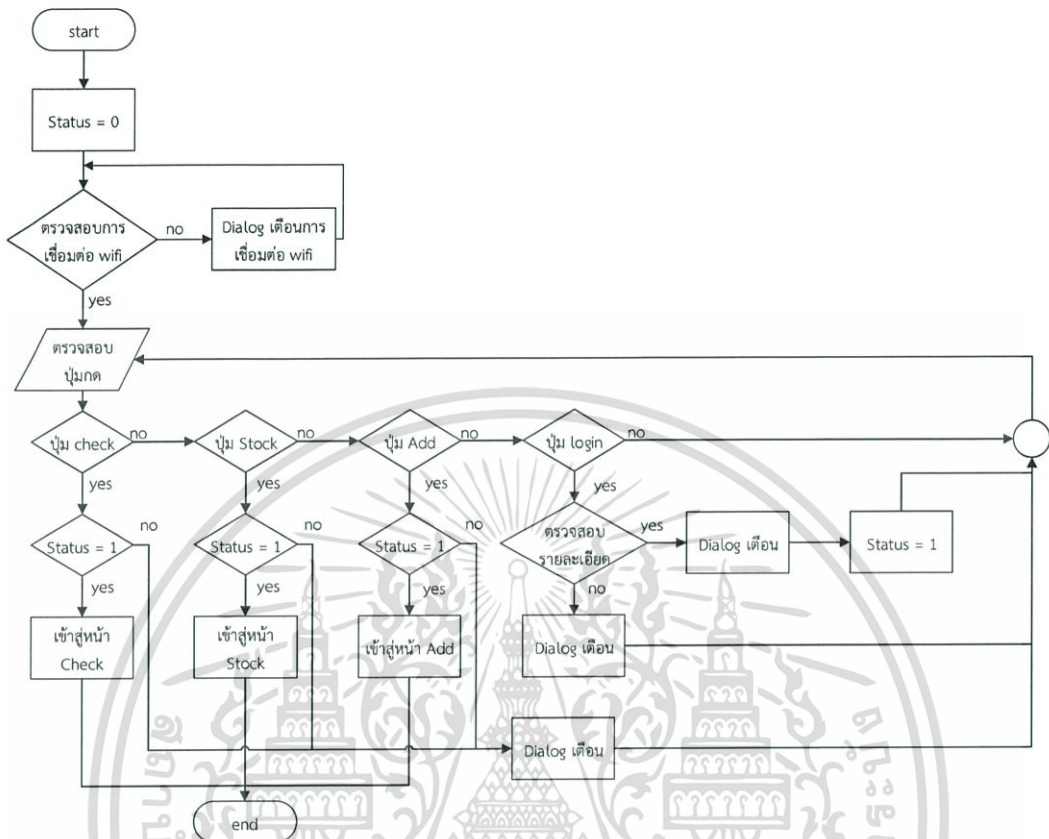 start
Status = 0
ตรวจสอบการ
เชื่อมต่อ wifi
no
Dialog เตือนการ
เชื่อมต่อ wifi
yes
ตรวจสอบ
ปุ่มกด
ปุ่ม check
no
ปุ่ม Stock
no
ปุ่ม Add
no
ปุ่ม login
no
yes
yes
yes
yes
Status = 1
no
Status = 1
no
Status = 1
no
ตรวจสอบ
รายละเอียด
yes
Dialog เตือน
Status = 1
yes
yes
yes
no
เข้าสู่หน้า
Check
เข้าสู่หน้า
Stock
เข้าสู่หน้า Add
Dialog เตือน
Dialog เตือน
end